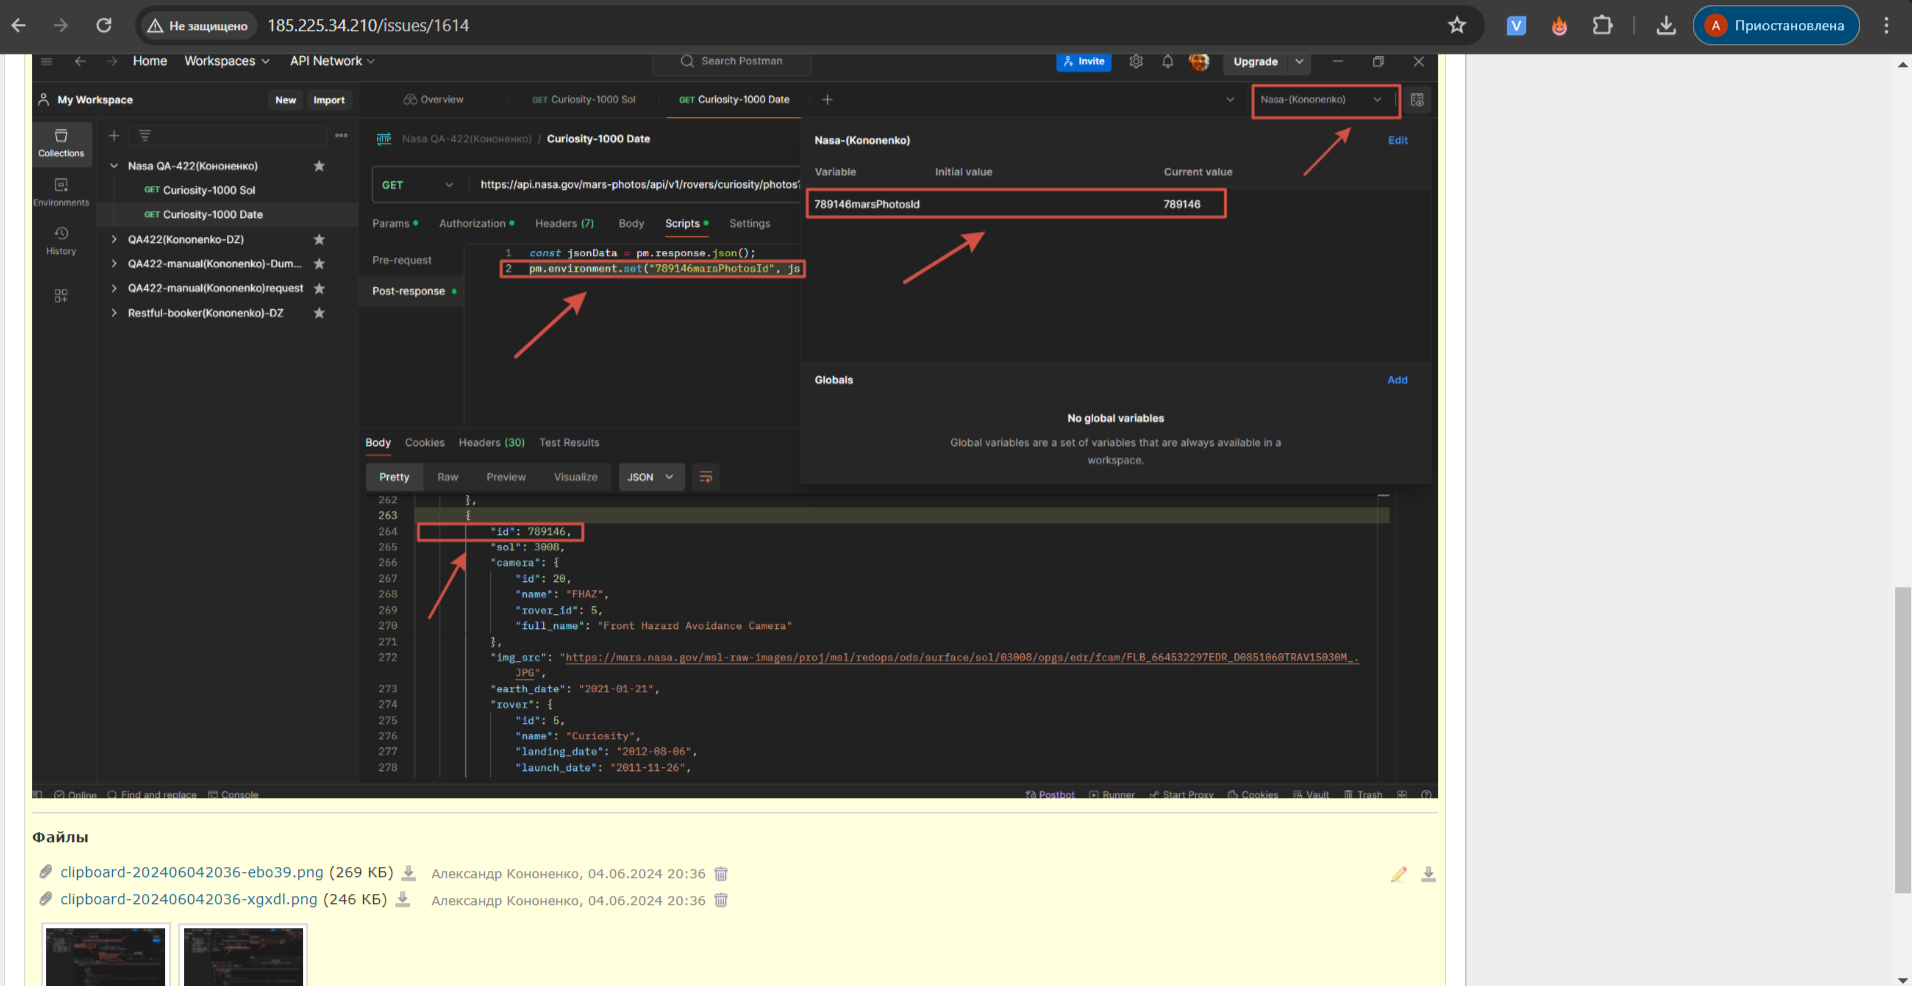 Не защищено
185.225.34.210/issues/1614
Приостановлена
Home
Workspaces
API Network
Search Postman
Invite
Upgrade
My Workspace
New
Import
Overview
GET Curiosity-1000 Sol
GET Curiosity-1000 Date
Nasa-(Kononenko)
Collections
Environments
History
Nasa QA-422(Кононенко)
GET Curiosity-1000 Sol
GET Curiosity-1000 Date
QA422(Kononenko-DZ)
QA422-manual(Kononenko)-Dum...
QA422-manual(Kononenko)request
Restful-booker(Kononenko)-DZ
HTTP Nasa QA-422(Кононенко) / Curiosity-1000 Date
GET
https://api.nasa.gov/mars-photos/api/v1/rovers/curiosity/photos?
Params
Authorization
Headers (7)
Body
Scripts
Settings
Pre-request
Post-response
1 const jsonData = pm.response.json();
2 pm.environment.set("789146marsPhotosId", js
Nasa-(Kononenko)
Edit
Variable
Initial value
Current value
789146marsPhotosId
789146
Globals
Add
No global variables
Global variables are a set of variables that are always available in a
workspace.
Body
Cookies
Headers (30)
Test Results
Pretty
Raw
Preview
Visualize
JSON
262 },
263 {
264 "id": 789146,
265 "sol": 3008,
266 "camera": {
267 "id": 20,
268 "name": "FHAZ",
269 "rover_id": 5,
270 "full_name": "Front Hazard Avoidance Camera"
271 },
272 "img_src": "https://mars.nasa.gov/msl-raw-images/proj/msl/redops/ods/surface/sol/03008/opgs/edr/fcam/FLB_664532297EDR_D0851060TRAV15030M_.
JPG",
273 "earth_date": "2021-01-21",
274 "rover": {
275 "id": 5,
276 "name": "Curiosity",
277 "landing_date": "2012-08-06",
278 "launch_date": "2011-11-26",
Online
Find and replace
Console
Postbot
Runner
Start Proxy
Cookies
Vault
Trash
Файлы
clipboard-202406042036-ebo39.png (269 КБ) Александр Кононенко, 04.06.2024 20:36
clipboard-202406042036-xgxdl.png (246 КБ) Александр Кононенко, 04.06.2024 20:36